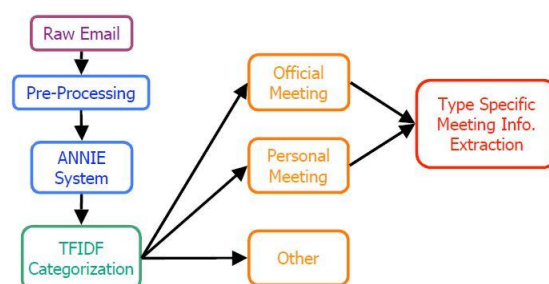 Raw Email
Pre-Processing
ANNIE
System
TFIDF
Categorization
Official
Meeting
Personal
Meeting
Other
Type Specific
Meeting Info.
Extraction